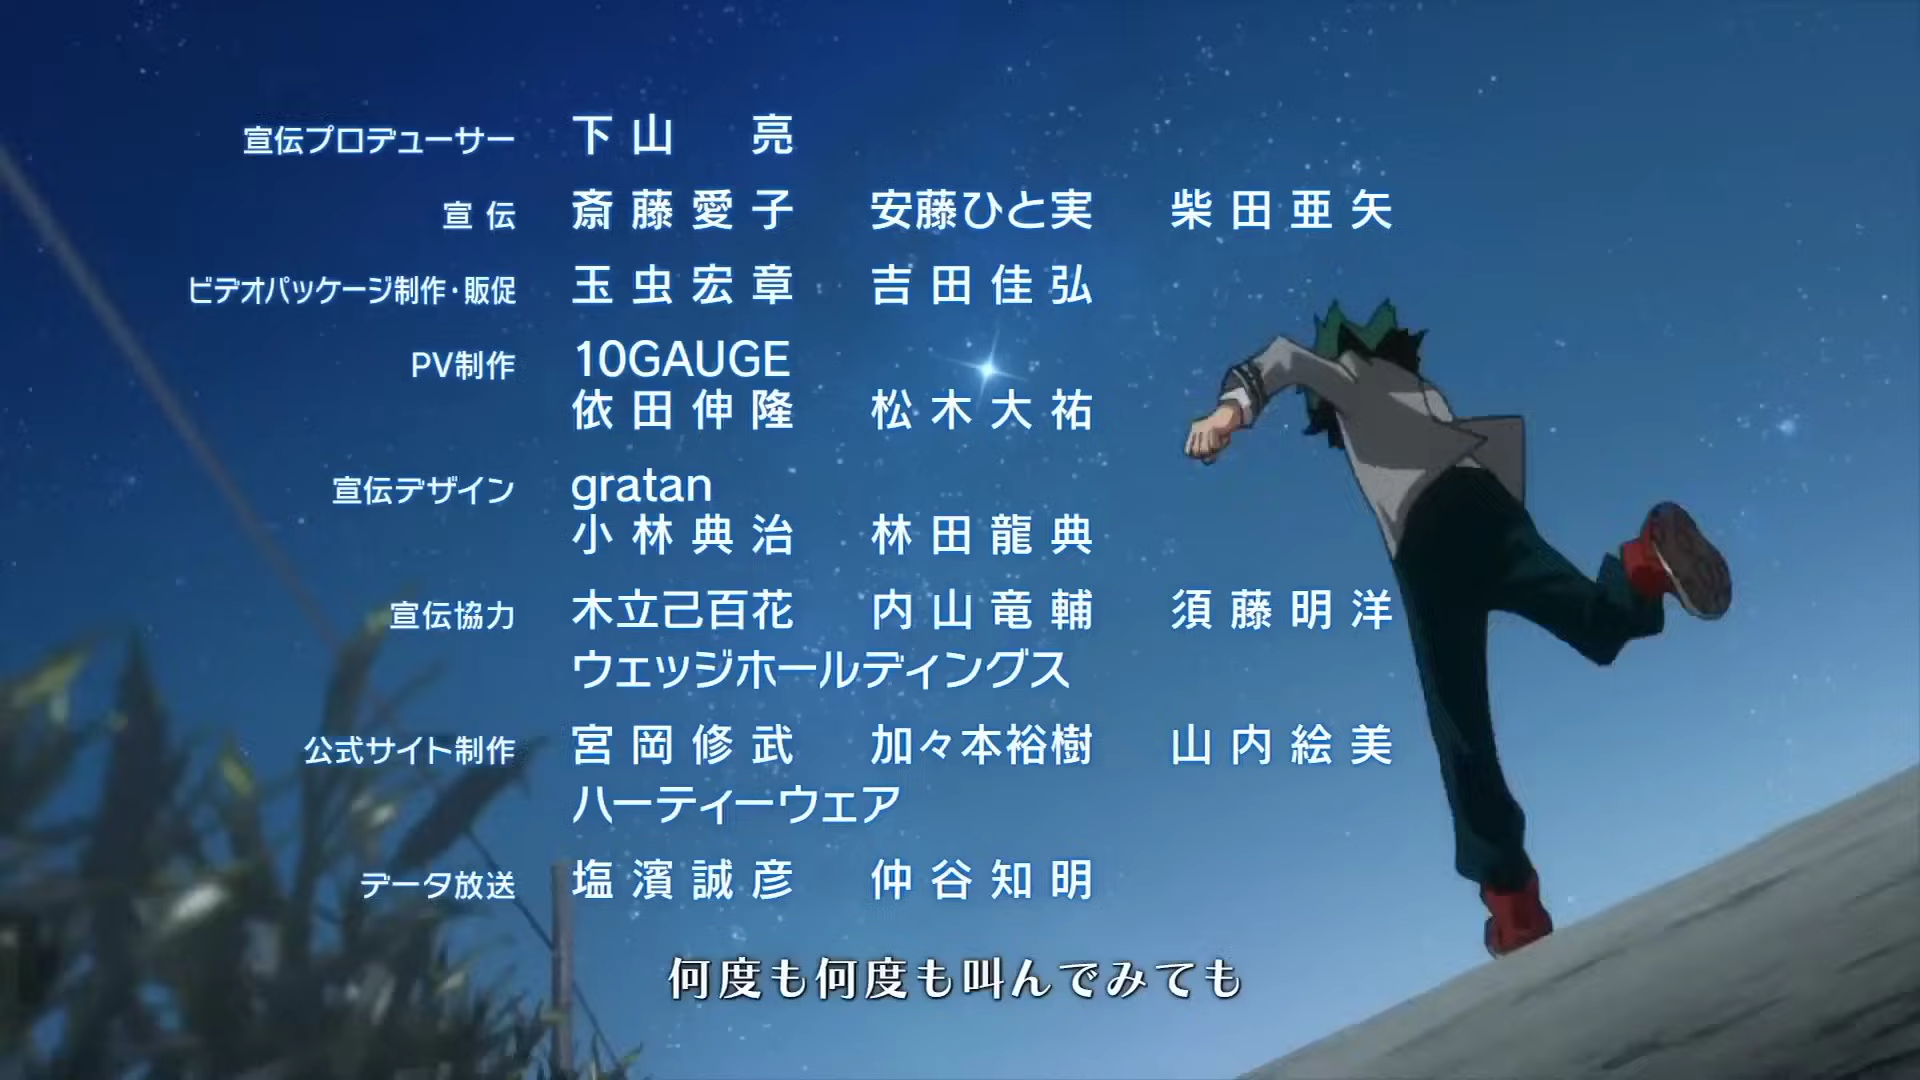 宣伝プロデューサー 下山 亮
宣伝 斎藤愛子 安藤ひと実 柴田亜矢
ビデオパッケージ制作・販促 玉虫宏章 吉田佳弘
PV制作 10GAUGE
依田伸隆 松木大祐
宣伝デザイン gratan
小林典治 林田龍典
宣伝協力 木立己百花 内山竜輔 須藤明洋
ウェッジホールディングス
公式サイト制作 宮岡修武 加々本裕樹 山内絵美
ハーティーウェア
データ放送 塩濱誠彦 仲谷知明
何度も何度も叫んでみても